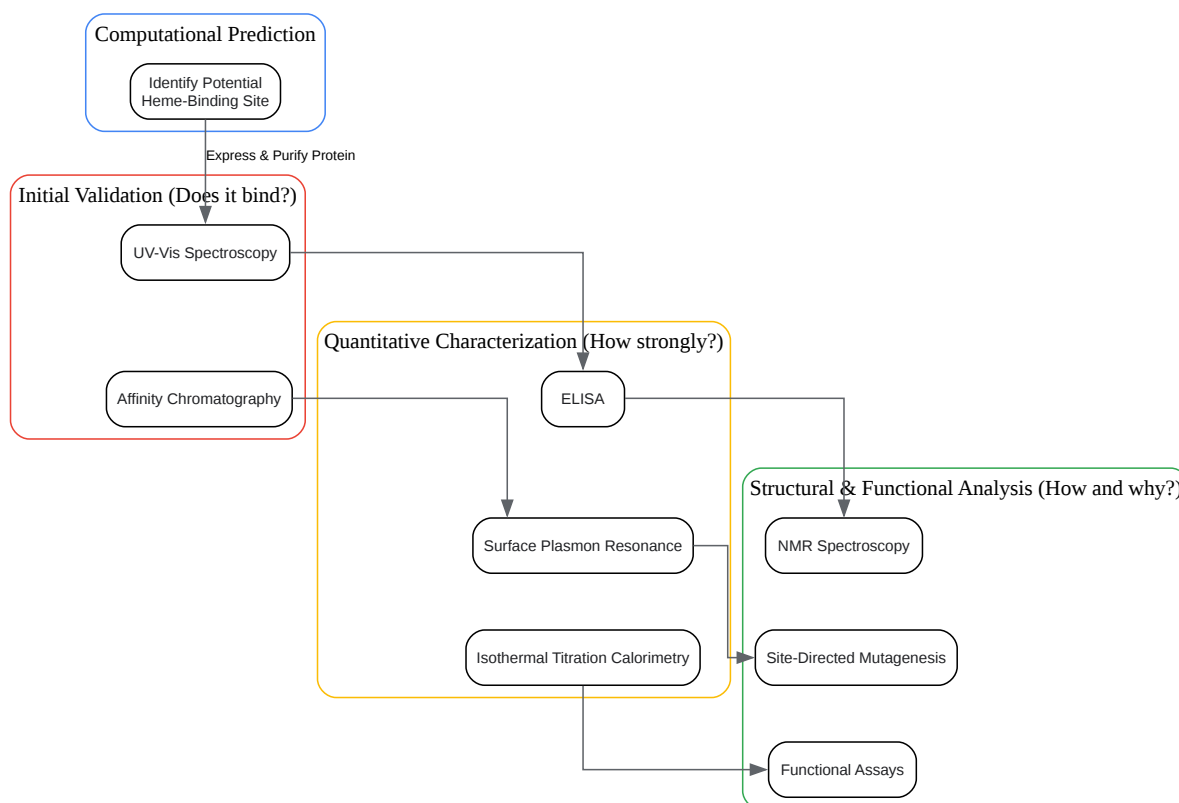 Computational Prediction
Identify Potential
Heme-Binding Site
Express & Purify Protein
Initial Validation (Does it bind?)
UV-Vis Spectroscopy
Affinity Chromatography
Quantitative Characterization (How strongly?)
ELISA
Surface Plasmon Resonance
Isothermal Titration Calorimetry
Structural & Functional Analysis (How and why?)
NMR Spectroscopy
Site-Directed Mutagenesis
Functional Assays